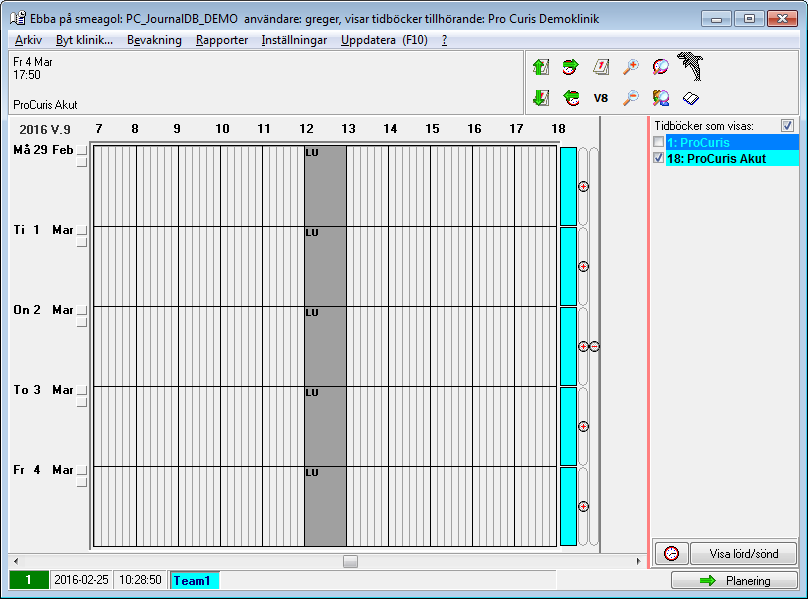 Ebba på smeagol: PC_JournalDB_DEMO användare: greger, visar tidböcker tillhörande: Pro Curis Demoklinik
Arkiv Byt klinik... Bevakning Rapporter Inställningar Uppdatera (F10) ?
Fr 4 Mar
17:50
ProCuris Akut
1
V8
2016 V.9 7 8 9 10 11 12 13 14 15 16 17 18
Tidböcker som visas:
1: ProCuris
18: ProCuris Akut
Må 29 Feb LU
Ti 1 Mar LU
On 2 Mar LU
To 3 Mar LU
Fr 4 Mar LU
Visa lörd/sönd
1 2016-02-25 10:28:50 Team1
Planering